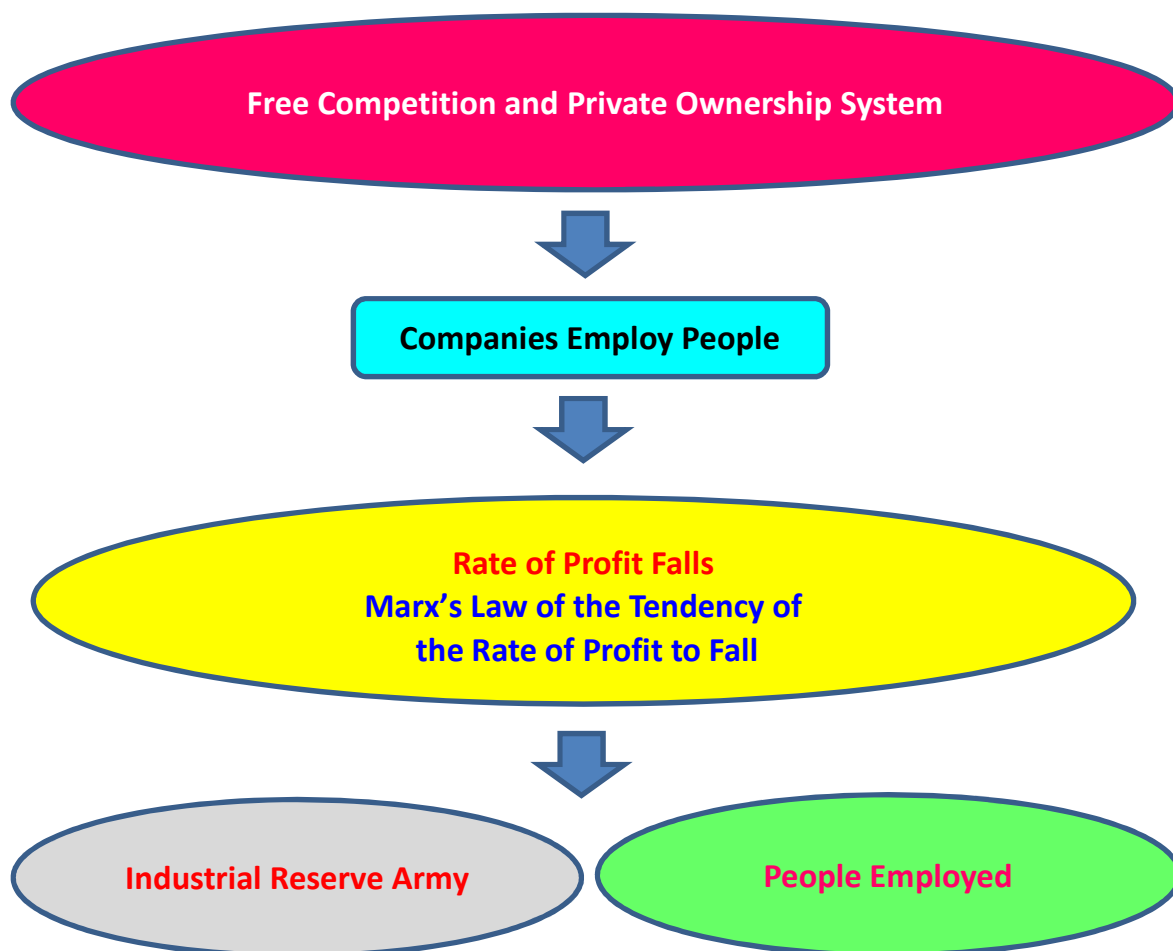 Free Competition and Private Ownership System
Companies Employ People
Rate of Profit Falls
Marx’s Law of the Tendency of
the Rate of Profit to Fall
Industrial Reserve Army
People Employed